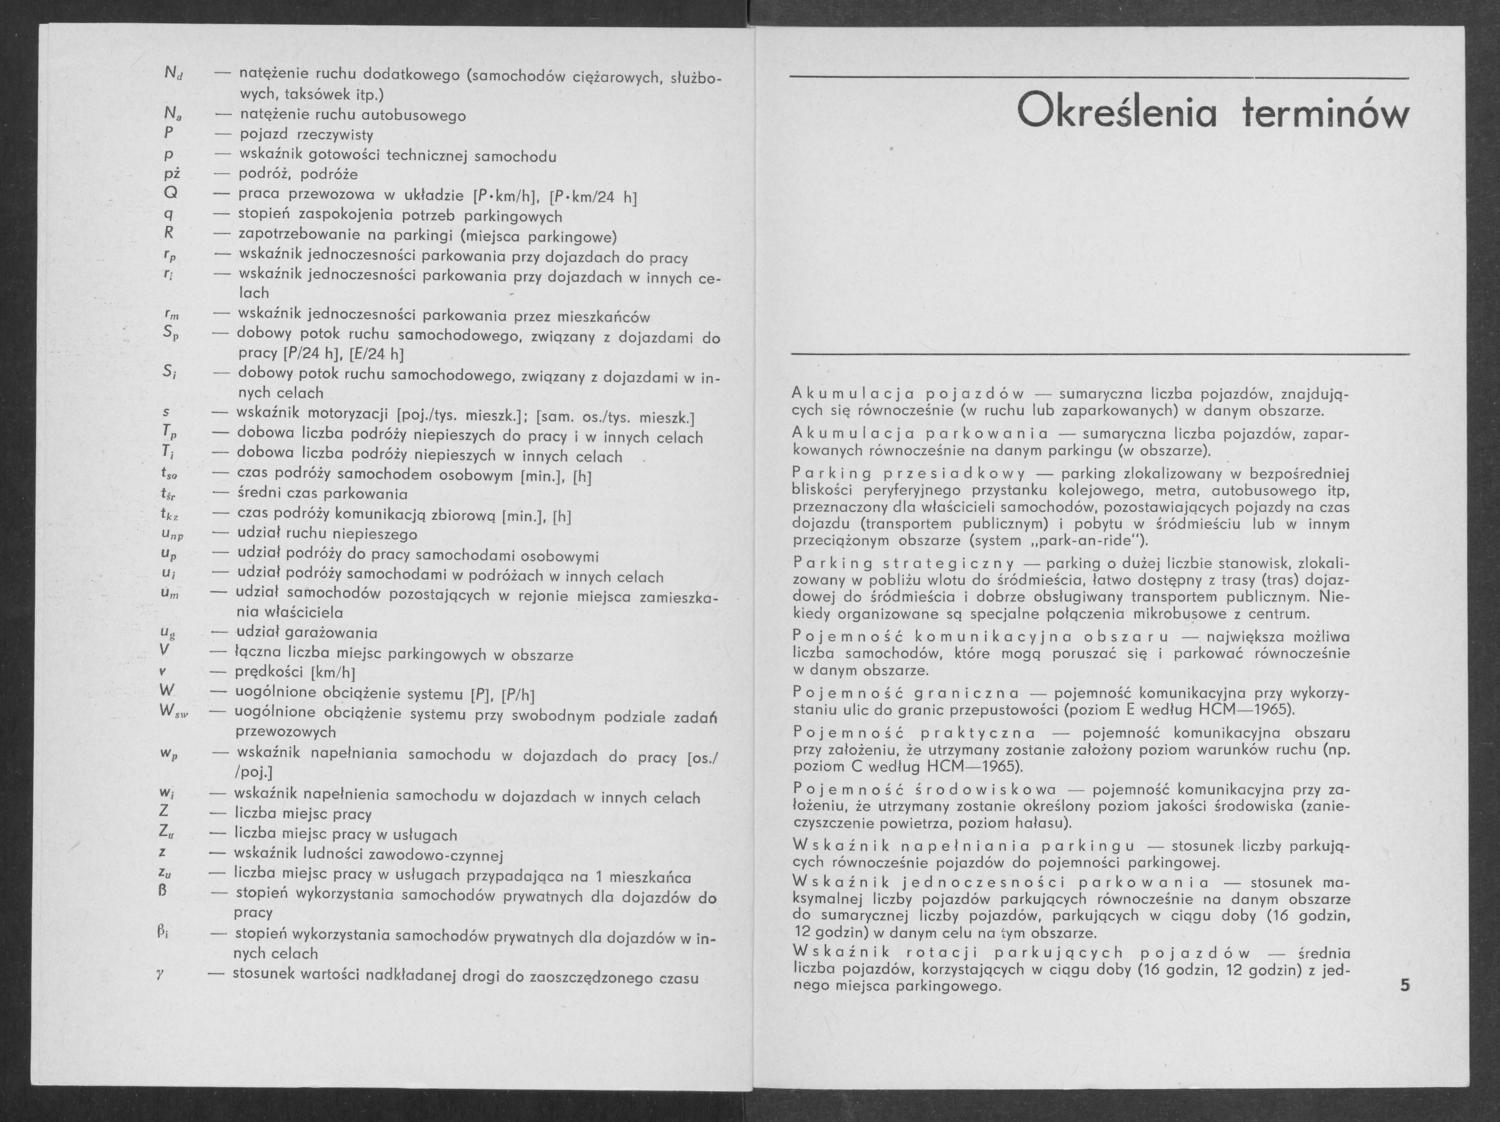 Nd — natężenie ruchu dodatkowego (samochodów ciężarowych, służbo-
wych, taksówek itp.)
Na — natężenie ruchu autobusowego
P — pojazd rzeczywisty
p — wskaźnik gotowości technicznej samochodu
pż — podróż, podróże
Q — praca przewozowa w układzie [P·km/h], [P·km/24 h]
q — stopień zaspokojenia potrzeb parkingowych
R — zapotrzebowanie na parkingi (miejsca parkingowe)
rp — wskaźnik jednoczesności parkowania przy dojazdach do pracy
ri — wskaźnik jednoczesności parkowania przy dojazdach w innych ce-
lach
rm — wskaźnik jednoczesności parkowania przez mieszkańców
Sp — dobowy potok ruchu samochodowego, związany z dojazdami do
pracy [P/24 h], [E/24 h]
Si — dobowy potok ruchu samochodowego, związany z dojazdami w in-
nych celach
s — wskaźnik motoryzacji [poj./tys. mieszk.]; [sam. os./tys. mieszk.]
Tp — dobowa liczba podróży niepieszych do pracy i w innych celach
Ti — dobowa liczba podróży niepieszych w innych celach
tso — czas podróży samochodem osobowym [min.], [h]
tśr — średni czas parkowania
tkz — czas podróży komunikacją zbiorową [min.], [h]
unp — udział ruchu niepieszego
up — udział podróży do pracy samochodami osobowymi
ui — udział podróży samochodami w podróżach w innych celach
um — udział samochodów pozostających w rejonie miejsca zamieszka-
nia właściciela
ug — udział garażowania
V — łączna liczba miejsc parkingowych w obszarze
v — prędkości [km/h]
W — uogólnione obciążenie systemu [P], [P/h]
Wsw — uogólnione obciążenie systemu przy swobodnym podziale zadań
przewozowych
wp — wskaźnik napełniania samochodu w dojazdach do pracy [os./
/poj.]
wi — wskaźnik napełnienia samochodu w dojazdach w innych celach
Z — liczba miejsc pracy
Zu — liczba miejsc pracy w usługach
z — wskaźnik ludności zawodowo-czynnej
zu — liczba miejsc pracy w usługach przypadająca na 1 mieszkańca
β — stopień wykorzystania samochodów prywatnych dla dojazdów do
pracy
βi — stopień wykorzystania samochodów prywatnych dla dojazdów w in-
nych celach
γ — stosunek wartości nadkładanej drogi do zaoszczędzonego czasu
Określenia terminów
Akumulacja pojazdów — sumaryczna liczba pojazdów, znajdują-
cych się równocześnie (w ruchu lub zaparkowanych) w danym obszarze.
Akumulacja parkowania — sumaryczna liczba pojazdów, zapar-
kowanych równocześnie na danym parkingu (w obszarze).
Parking przesiadkowy — parking zlokalizowany w bezpośredniej
bliskości peryferyjnego przystanku kolejowego, metra, autobusowego itp,
przeznaczony dla właścicieli samochodów, pozostawiających pojazdy na czas
dojazdu (transportem publicznym) i pobytu w śródmieściu lub w innym
przeciążonym obszarze (system „park-an-ride").
Parking strategiczny — parking o dużej liczbie stanowisk, zlokali-
zowany w pobliżu wlotu do śródmieścia, łatwo dostępny z trasy (tras) dojaz-
dowej do śródmieścia i dobrze obsługiwany transportem publicznym. Nie-
kiedy organizowane są specjalne połączenia mikrobusowe z centrum.
Pojemność komunikacyjna obszaru — największa możliwa
liczba samochodów, które mogą poruszać się i parkować równocześnie
w danym obszarze.
Pojemność graniczna — pojemność komunikacyjna przy wykorzy-
staniu ulic do granic przepustowości (poziom E według HCM—1965).
Pojemność praktyczna — pojemność komunikacyjna obszaru
przy założeniu, że utrzymany zostanie założony poziom warunków ruchu (np.
poziom C według HCM—1965).
Pojemność środowiskowa — pojemność komunikacyjna przy za-
łożeniu, że utrzymany zostanie określony poziom jakości środowiska (zanie-
czyszczenie powietrza, poziom hałasu).
Wskaźnik napełniania parkingu — stosunek liczby parkują-
cych równocześnie pojazdów do pojemności parkingowej.
Wskaźnik jednoczesności parkowania — stosunek ma-
ksymalnej liczby pojazdów parkujących równocześnie na danym obszarze
do sumarycznej liczby pojazdów, parkujących w ciągu doby (16 godzin,
12 godzin) w danym celu na tym obszarze.
Wskaźnik rotacji parkujących pojazdów — średnia
liczba pojazdów, korzystających w ciągu doby (16 godzin, 12 godzin) z jed-
nego miejsca parkingowego.
5